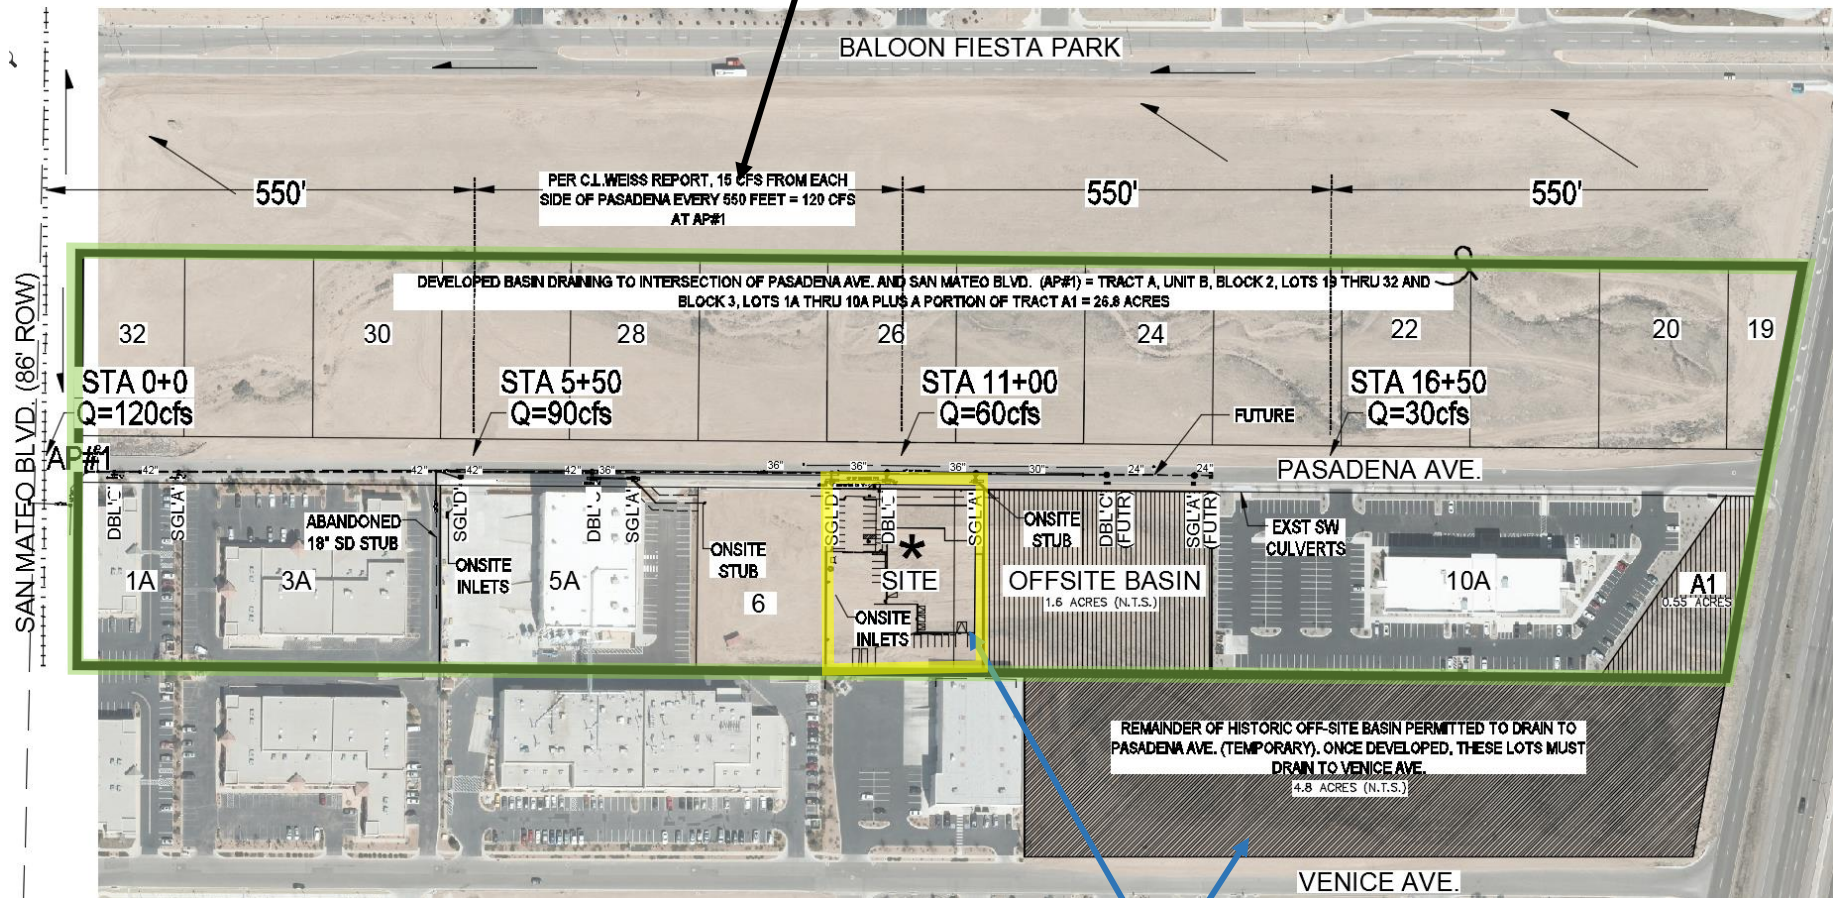 BALOON FIESTA PARK
550'
PER C.L.WEISS REPORT, 15 CFS FROM EACH
SIDE OF PASADENA EVERY 550 FEET = 120 CFS
AT AP#1
550'
550'
DEVELOPED BASIN DRAINING TO INTERSECTION OF PASADENA AVE. AND SAN MATEO BLVD. (AP#1) = TRACT A, UNIT B, BLOCK 2, LOTS 19 THRU 32 AND
BLOCK 3, LOTS 1A THRU 10A PLUS A PORTION OF TRACT A1 = 26.8 ACRES
32
30
28
26
24
22
20
19
SAN MATEO BLVD. (86' ROW)
STA 0+0
Q=120cfs
STA 5+50
Q=90cfs
STA 11+00
Q=60cfs
STA 16+50
Q=30cfs
FUTURE
AP#1
42"
42"
42"
42"
36"
36"
36"
36"
30"
24"
24"
PASADENA AVE.
DBL'C'
SGL'A'
ABANDONED
18" SD STUB
SGL'D'
ONSITE
INLETS
DBL'C'
SGL'A'
ONSITE
STUB
SGL'D'
DBL'C'
SGL'A'
ONSITE
STUB
DBL'C'
(FUTR)
SGL'A'
(FUTR)
EXST SW
CULVERTS
1A
3A
5A
6
*
SITE
ONSITE
INLETS
OFFSITE BASIN
1.6 ACRES (N.T.S.)
10A
A1
0.55 ACRES
REMAINDER OF HISTORIC OFF-SITE BASIN PERMITTED TO DRAIN TO
PASADENA AVE. (TEMPORARY). ONCE DEVELOPED, THESE LOTS MUST
DRAIN TO VENICE AVE.
4.8 ACRES (N.T.S.)
VENICE AVE.